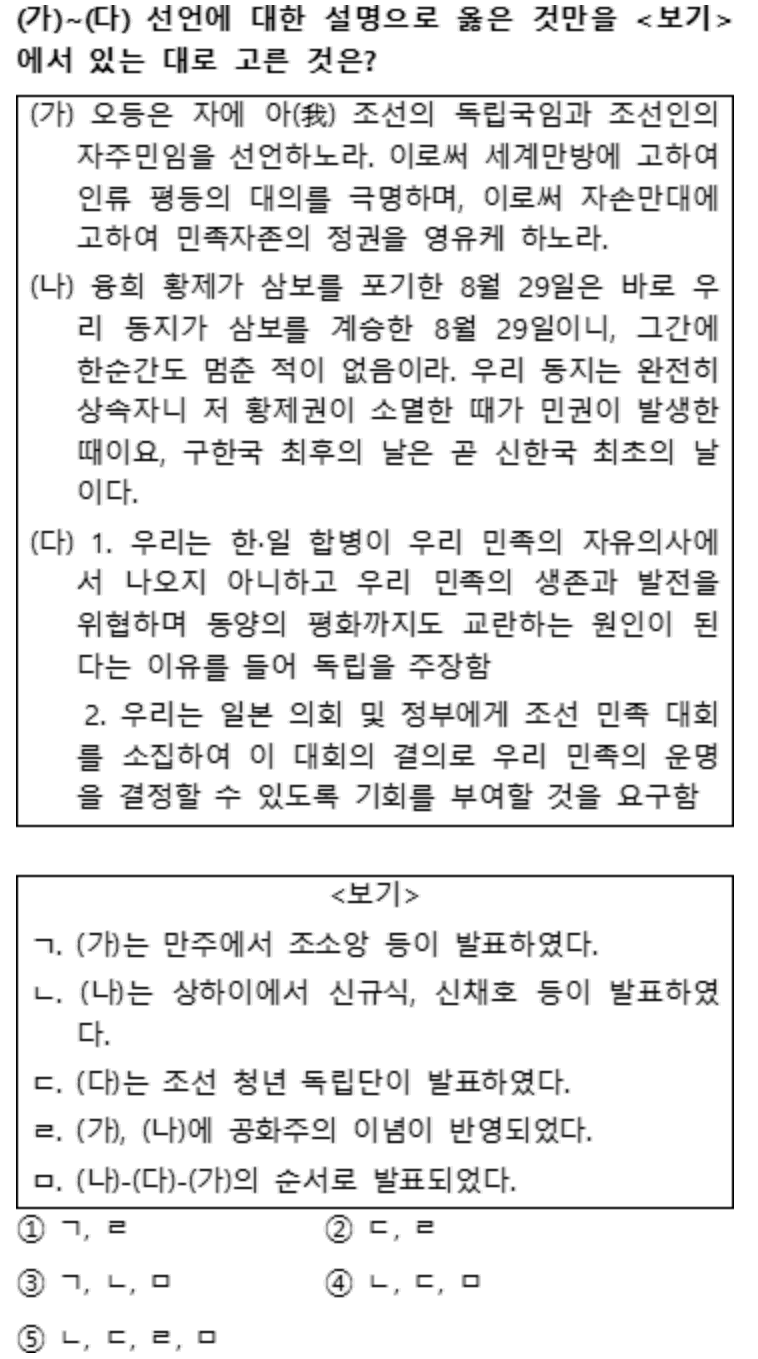 (가)~(다) 선언에 대한 설명으로 옳은 것만을 <보기>
에서 있는 대로 고른 것은?
(가) 오등은 자에 아(我) 조선의 독립국임과 조선인의
자주민임을 선언하노라. 이로써 세계만방에 고하여
인류 평등의 대의를 극명하며, 이로써 자손만대에
고하여 민족자존의 정권을 영유케 하노라.
(나) 융희 황제가 삼보를 포기한 8월 29일은 바로 우
리 동지가 삼보를 계승한 8월 29일이니, 그간에
한순간도 멈춘 적이 없음이라. 우리 동지는 완전히
상속자니 저 황제권이 소멸한 때가 민권이 발생한
때이요, 구한국 최후의 날은 곧 신한국 최초의 날
이다.
(다) 1. 우리는 한·일 합병이 우리 민족의 자유의사에
서 나오지 아니하고 우리 민족의 생존과 발전을
위협하며 동양의 평화까지도 교란하는 원인이 된
다는 이유를 들어 독립을 주장함
2. 우리는 일본 의회 및 정부에게 조선 민족 대회
를 소집하여 이 대회의 결의로 우리 민족의 운명
을 결정할 수 있도록 기회를 부여할 것을 요구함
<보기>
ㄱ. (가)는 만주에서 조소앙 등이 발표하였다.
ㄴ. (나)는 상하이에서 신규식, 신채호 등이 발표하였
다.
ㄷ. (다)는 조선 청년 독립단이 발표하였다.
ㄹ. (가), (나)에 공화주의 이념이 반영되었다.
ㅁ. (나)-(다)-(가)의 순서로 발표되었다.
① ㄱ, ㄹ ② ㄷ, ㄹ
③ ㄱ, ㄴ, ㅁ ④ ㄴ, ㄷ, ㅁ
⑤ ㄴ, ㄷ, ㄹ, ㅁ